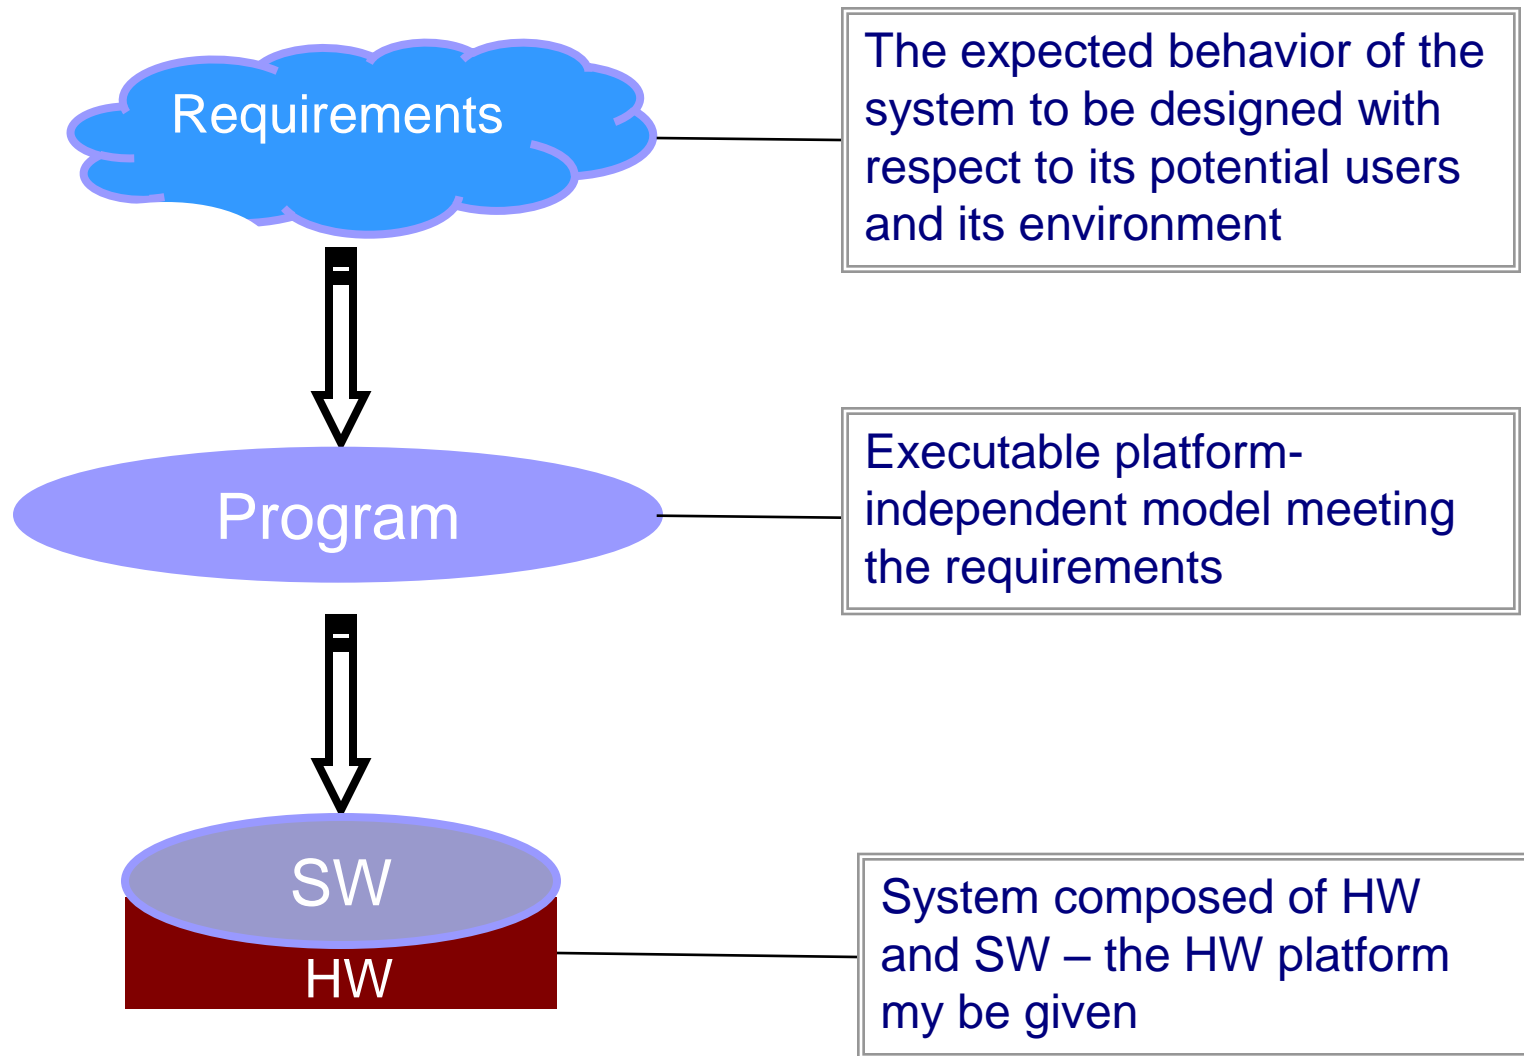 Requirements
The expected behavior of the
system to be designed with
respect to its potential users
and its environment
Program
Executable platform-
independent model meeting
the requirements
SW
HW
System composed of HW
and SW – the HW platform
my be given